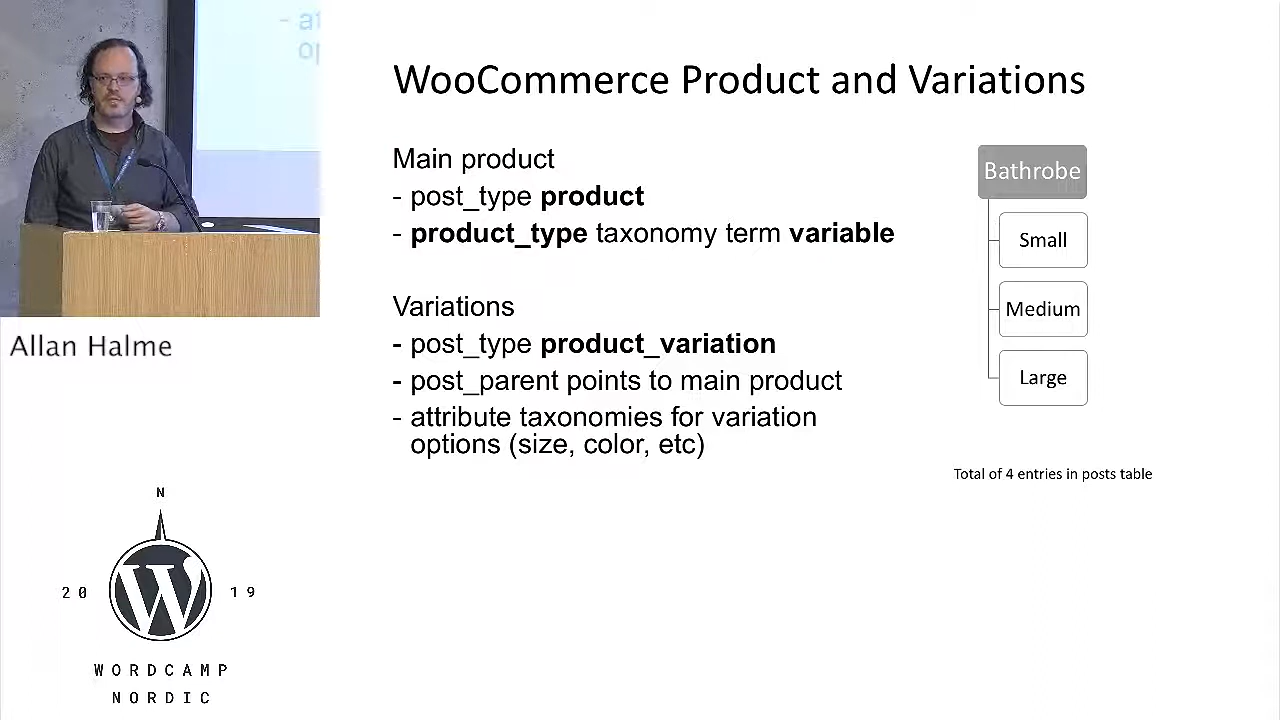 - at
op
WooCommerce Product and Variations
Main product
- post_type product
- product_type taxonomy term variable
Variations
- post_type product_variation
- post_parent points to main product
- attribute taxonomies for variation
options (size, color, etc)
Bathrobe
Small
Medium
Large
Total of 4 entries in posts table
Allan Halme
N
20 19
WORDCAMP
NORDIC